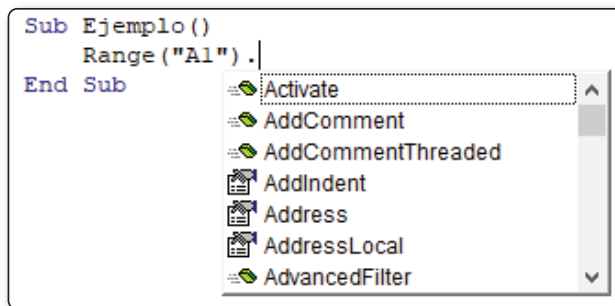 Sub Ejemplo()
Range("A1").
End Sub
Activate
AddComment
AddCommentThreaded
AddIndent
Address
AddressLocal
AdvancedFilter